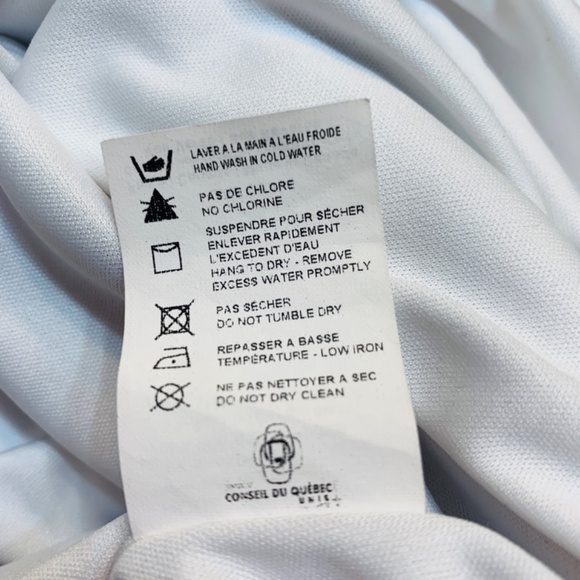 LAVER A LA MAIN A L'EAU FROIDE
HAND WASH IN COLD WATER
PAS DE CHLORE
NO CHLORINE
SUSPENDRE POUR SÉCHER
ENLEVER RAPIDEMENT
L'EXCEDENT D'EAU
HANG TO DRY - REMOVE
EXCESS WATER PROMPTLY
PAS SÉCHER
DO NOT TUMBLE DRY
REPASSER A BASSE
TEMPÉRATURE - LOW IRON
NE PAS NETTOYER A SEC
DO NOT DRY CLEAN
CONSEIL DU QUÉBEC